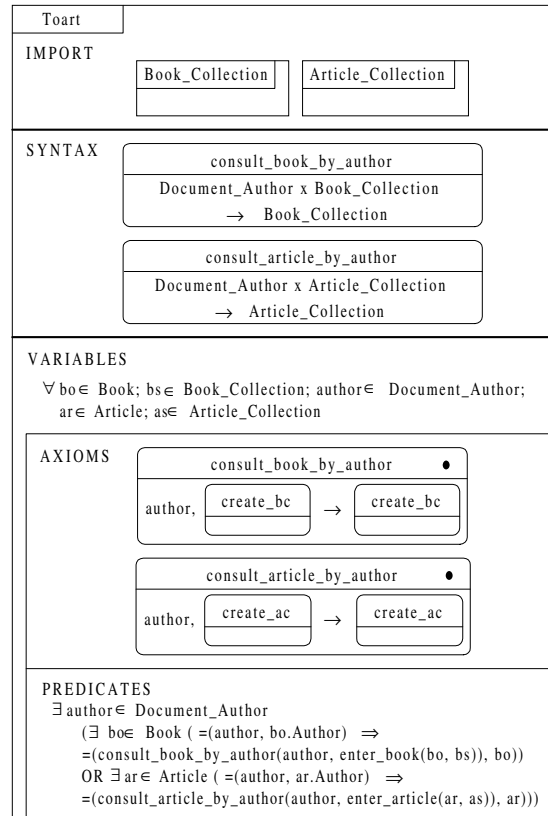 Toart
IMPORT
Book_Collection Article_Collection
SYNTAX
consult_book_by_author
Document_Author x Book_Collection
→ Book_Collection
consult_article_by_author
Document_Author x Article_Collection
→ Article_Collection
VARIABLES
∀ bo∈ Book; bs∈ Book_Collection; author∈ Document_Author;
ar∈ Article; as∈ Article_Collection
AXIOMS
consult_book_by_author
author, create_bc → create_bc
consult_article_by_author
author, create_ac → create_ac
PREDICATES
∃ author∈ Document_Author
(∃ bo∈ Book ( =(author, bo.Author) ⇒
=(consult_book_by_author(author, enter_book(bo, bs)), bo))
OR ∃ ar∈ Article ( =(author, ar.Author) ⇒
=(consult_article_by_author(author, enter_article(ar, as)), ar)))